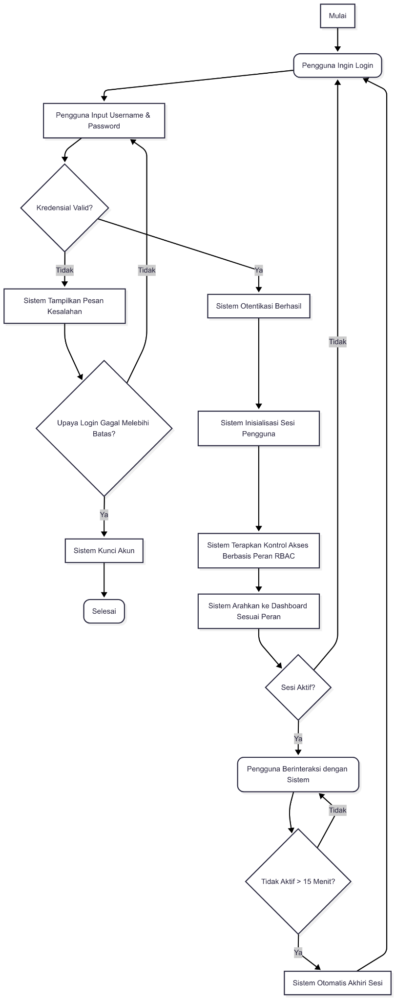 Mulai
Pengguna Ingin Login
Pengguna Input Username &
Password
Kredensial Valid?
Tidak
Tidak
Ya
Sistem Tampilkan Pesan
Kesalahan
Sistem Otentikasi Berhasil
Tidak
Upaya Login Gagal Melebihi
Batas?
Sistem Inisialisasi Sesi
Pengguna
Ya
Sistem Kunci Akun
Sistem Terapkan Kontrol Akses
Berbasis Peran RBAC
Selesai
Sistem Arahkan ke Dashboard
Sesuai Peran
Sesi Aktif?
Ya
Pengguna Berinteraksi dengan
Sistem
Tidak
Tidak Aktif > 15 Menit?
Ya
Sistem Otomatis Akhiri Sesi